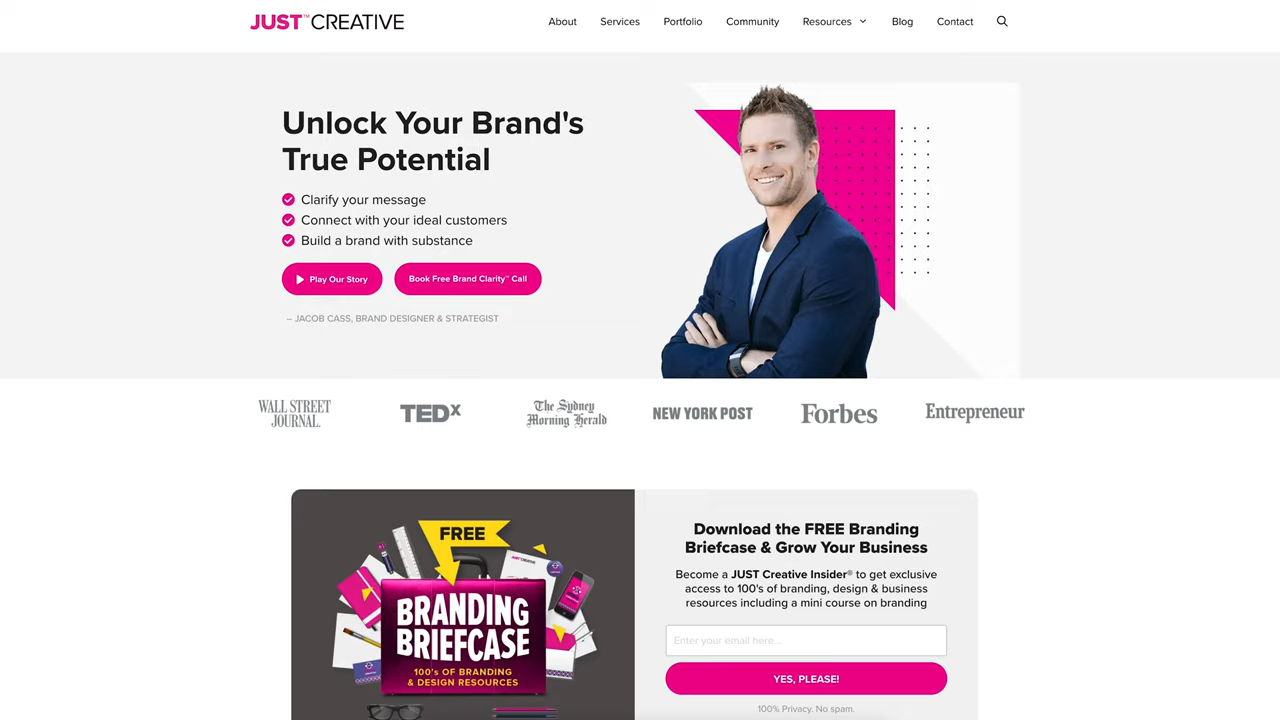 JUST™CREATIVE
About
Services
Portfolio
Community
Resources
Blog
Contact
Unlock Your Brand's
True Potential
Clarify your message
Connect with your ideal customers
Build a brand with substance
Play Our Story
Book Free Brand Clarity™ Call
– JACOB CASS, BRAND DESIGNER & STRATEGIST
WALL STREET
JOURNAL.
TEDx
The Sydney
Morning Herald
NEW YORK POST
Forbes
Entrepreneur
FREE
JUST CREATIVE
BRANDING
BRIEFCASE
100's OF BRANDING
& DESIGN RESOURCES
Download the FREE Branding
Briefcase & Grow Your Business
Become a JUST Creative Insider® to get exclusive
access to 100's of branding, design & business
resources including a mini course on branding
Enter your email here...
YES, PLEASE!
100% Privacy. No spam.